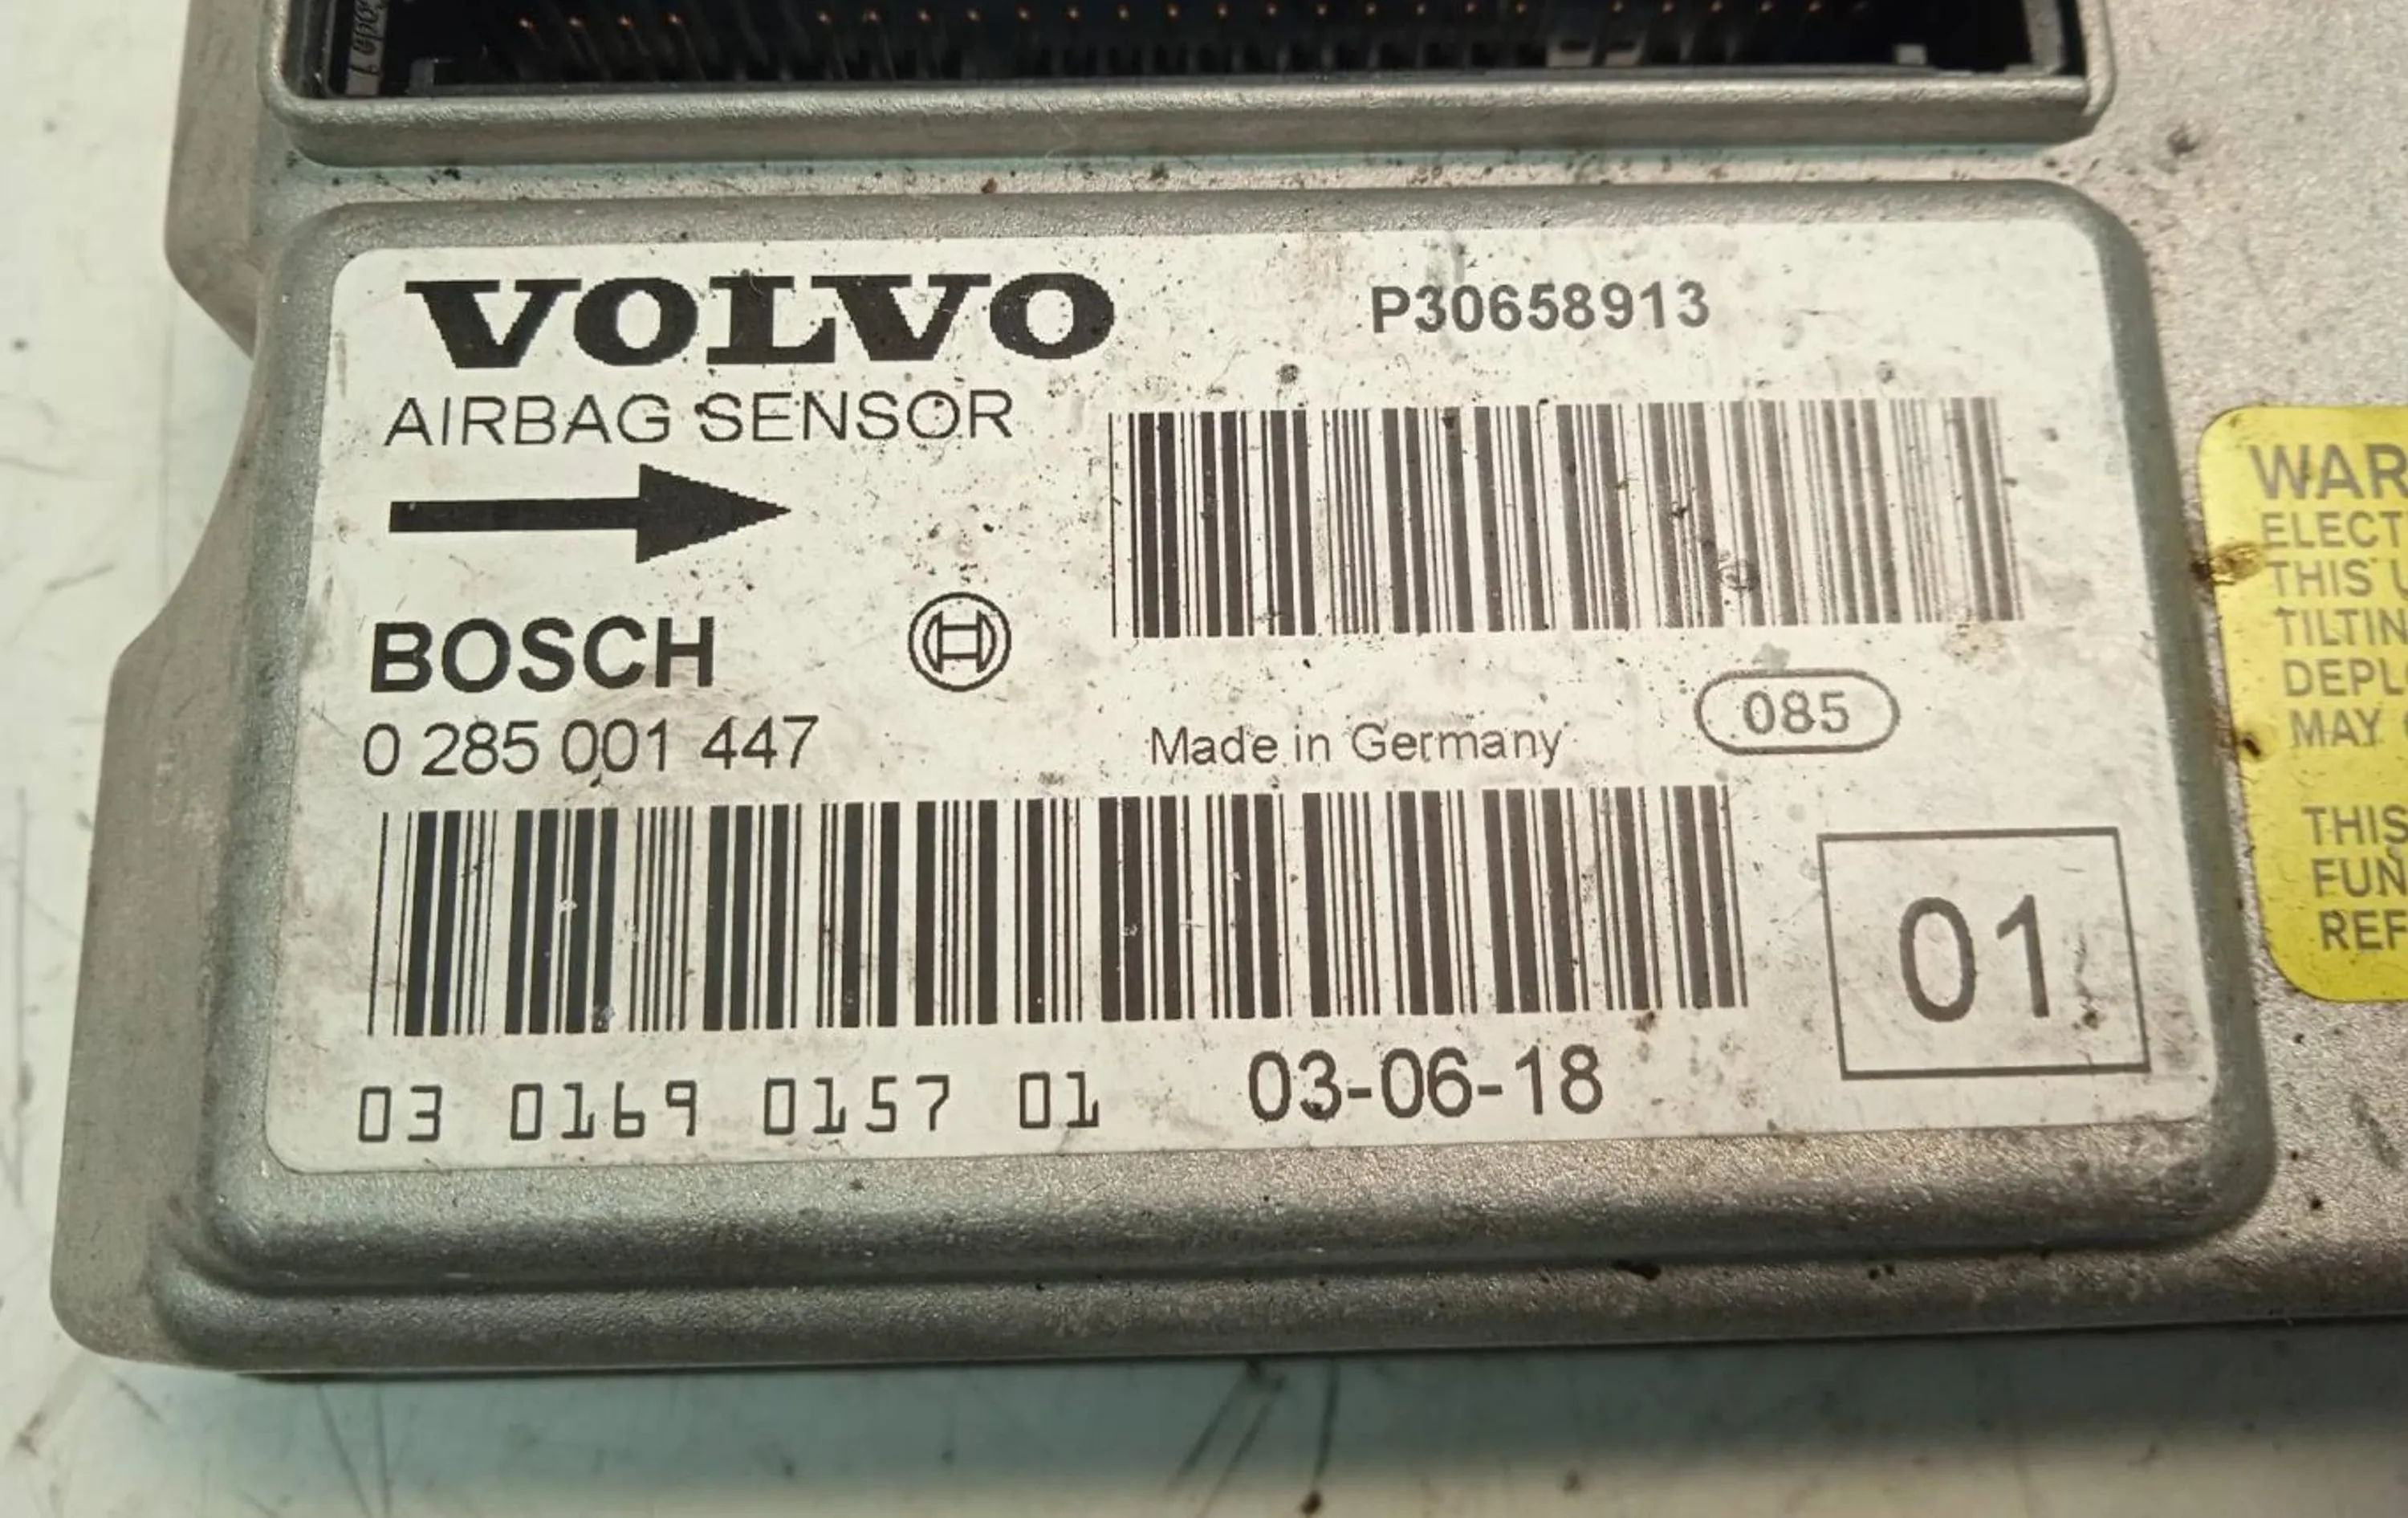 VOLVO
P30658913
AIRBAG SENSOR
BOSCH
0 285 001 447
Made in Germany
085
01
03 0169 0157 01
03-06-18
WAR
ELECT
THIS U
TILTIN
DEPLO
MAY
THIS
FUN
REF